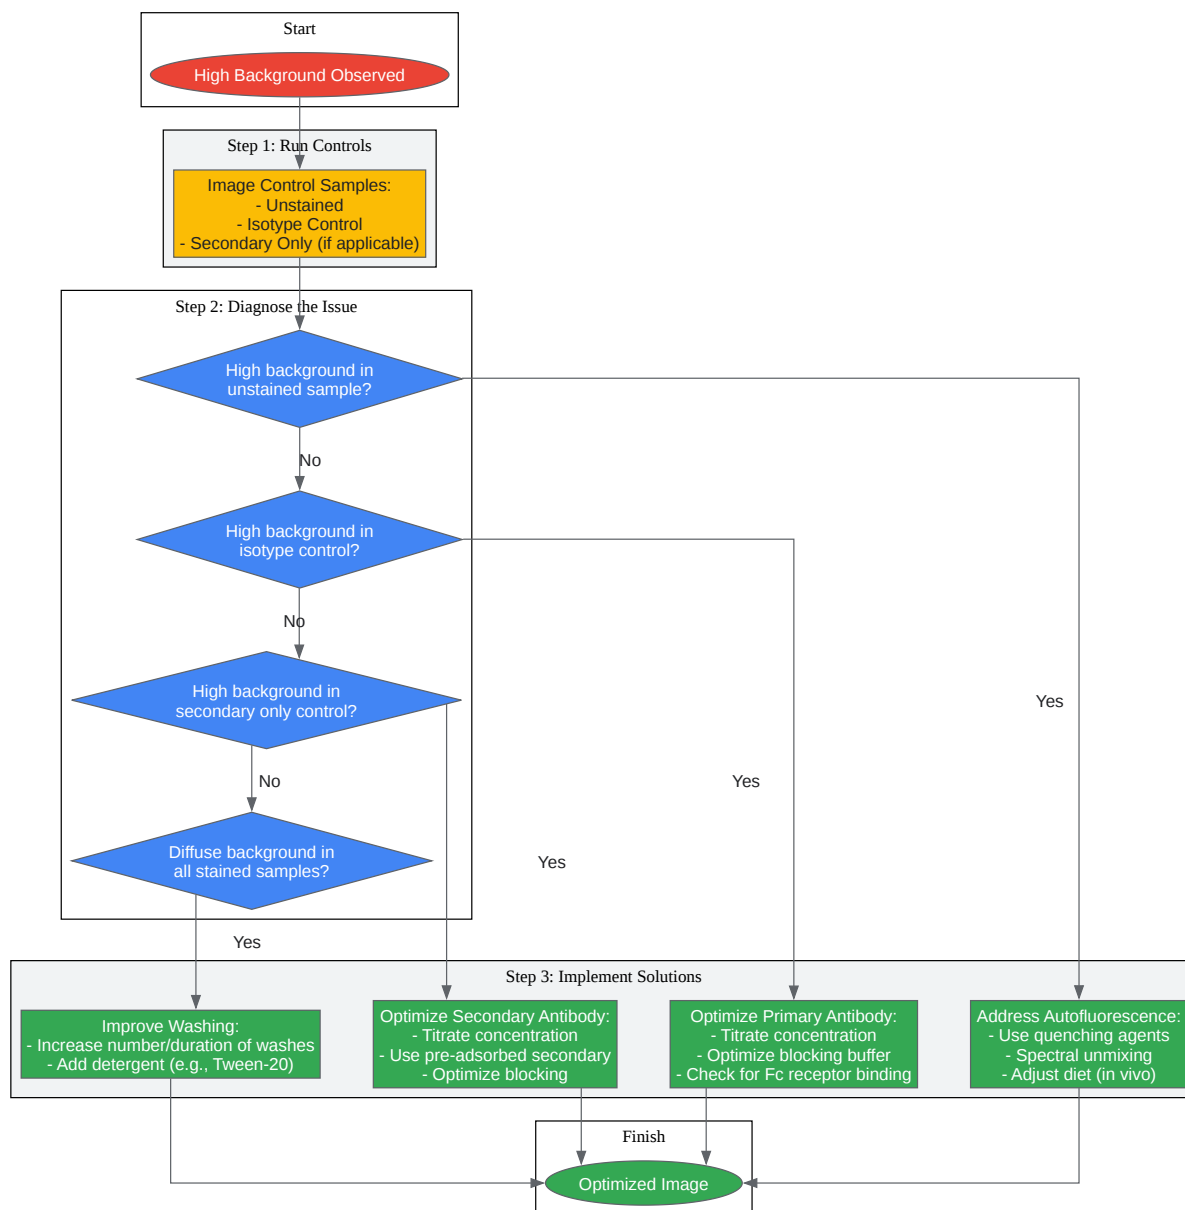 Start
High Background Observed
Step 1: Run Controls
Image Control Samples:
- Unstained
- Isotype Control
- Secondary Only (if applicable)
Step 2: Diagnose the Issue
High background in
unstained sample?
No
High background in
isotype control?
No
High background in
secondary only control?
Yes
No
Yes
Diffuse background in
all stained samples?
Yes
Yes
Step 3: Implement Solutions
Improve Washing:
- Increase number/duration of washes
- Add detergent (e.g., Tween-20)
Optimize Secondary Antibody:
- Titrate concentration
- Use pre-adsorbed secondary
- Optimize blocking
Optimize Primary Antibody:
- Titrate concentration
- Optimize blocking buffer
- Check for Fc receptor binding
Address Autofluorescence:
- Use quenching agents
- Spectral unmixing
- Adjust diet (in vivo)
Finish
Optimized Image